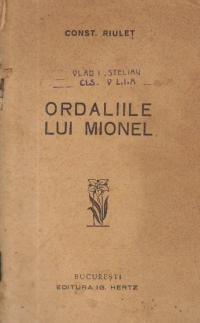 CONST. RIULEȚ
VLAD I. STELIAN
CLS. V L.I.A
ORDALIILE
LUI MIONEL
BUCUREȘTI
EDITURA IG. HERTZ